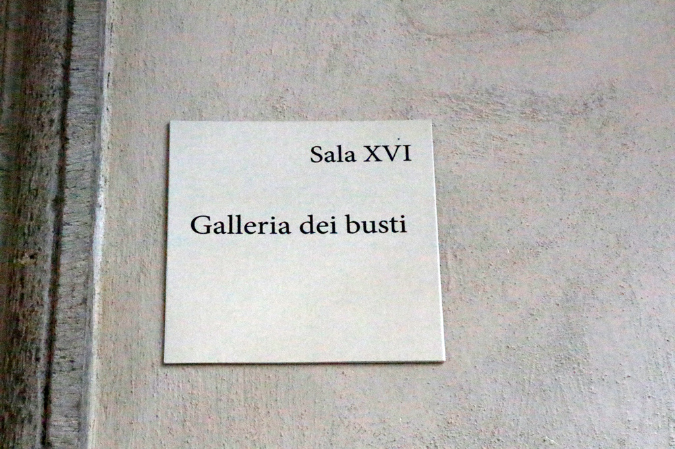 Sala XVI
Galleria dei busti